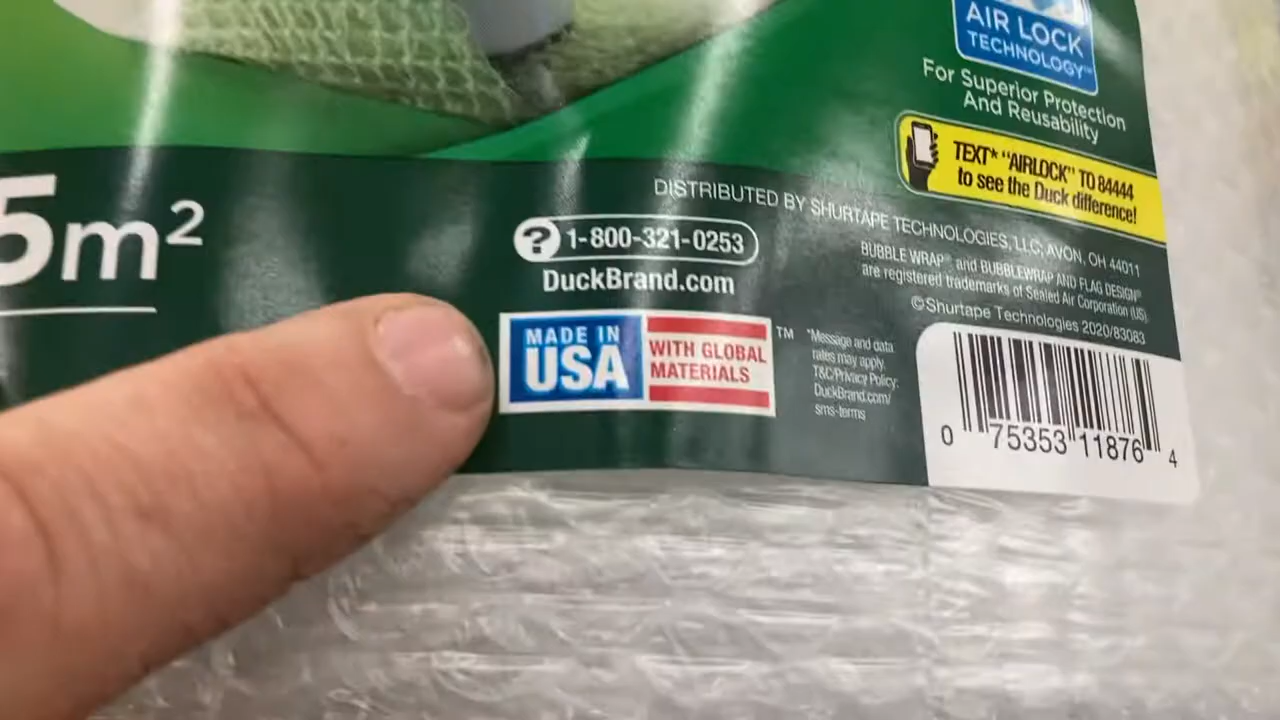 AIR LOCK
TECHNOLOGY™
For Superior Protection
And Reusability
TEXT* "AIRLOCK" TO 84444
to see the Duck difference!
5m²
DISTRIBUTED BY SHURTAPE TECHNOLOGIES, LLC; AVON, OH 44011
? 1-800-321-0253
DuckBrand.com
BUBBLE WRAP® and BUBBLEWRAP AND FLAG DESIGN®
are registered trademarks of Sealed Air Corporation (US)
©Shurtape Technologies 2020/83083
MADE IN
USA
WITH GLOBAL
MATERIALS
™
*Message and data
rates may apply.
T&C/Privacy Policy:
DuckBrand.com/
sms-terms
0 75353 11876 4